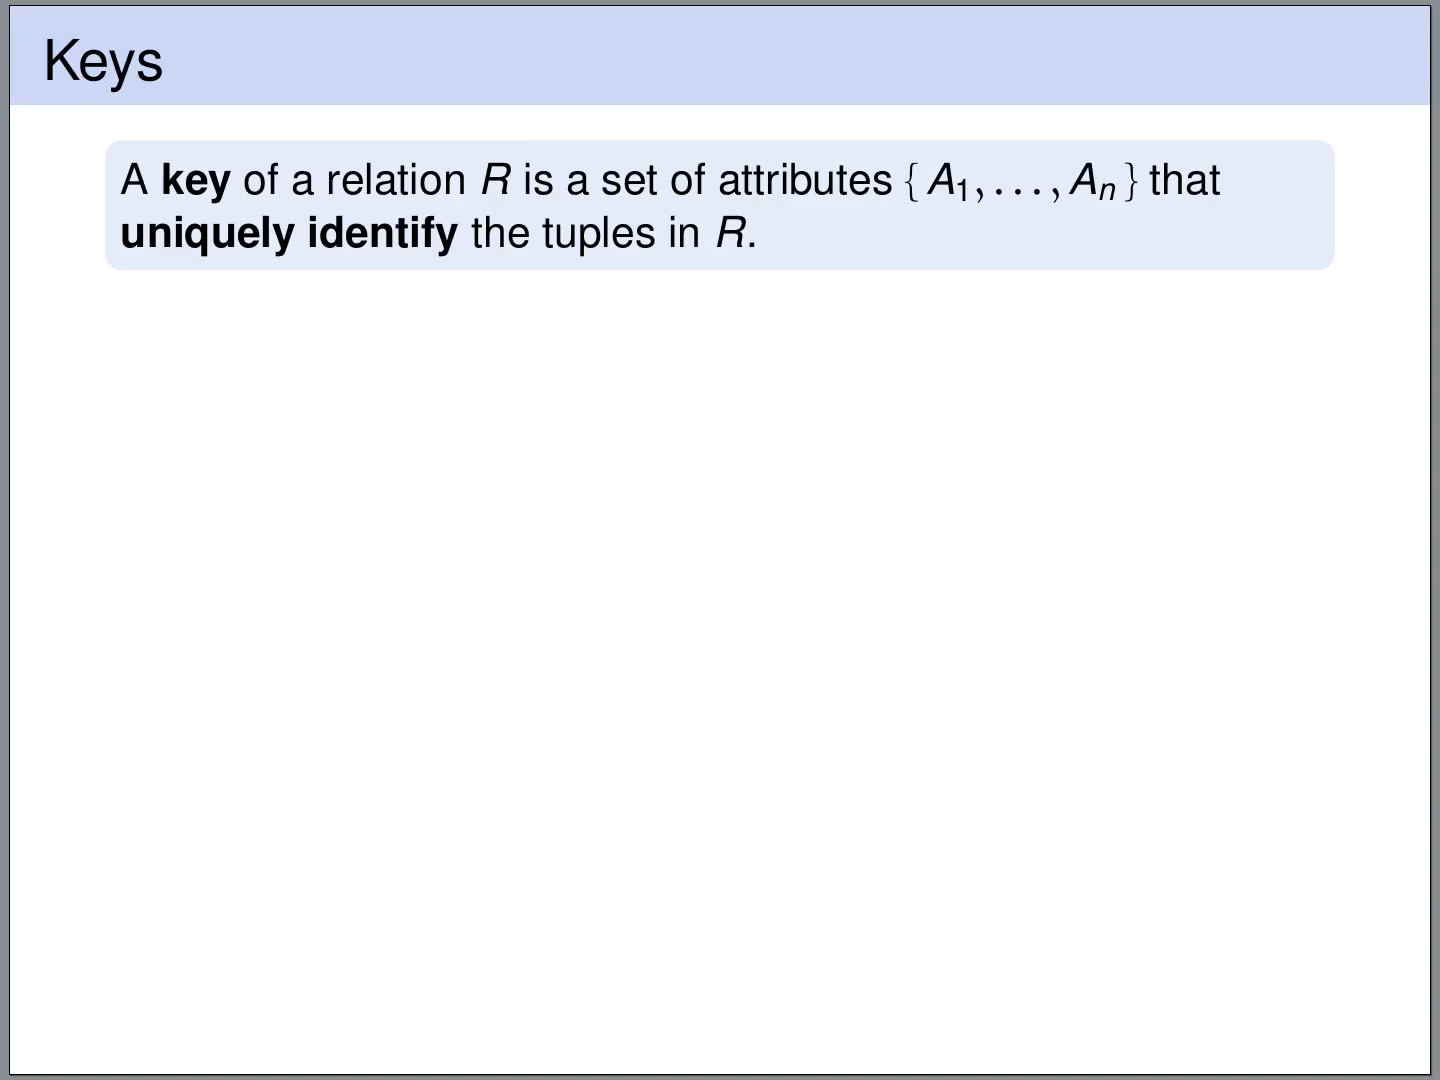 Keys
A key of a relation R is a set of attributes { A₁, . . . , Aₙ } that
uniquely identify the tuples in R.